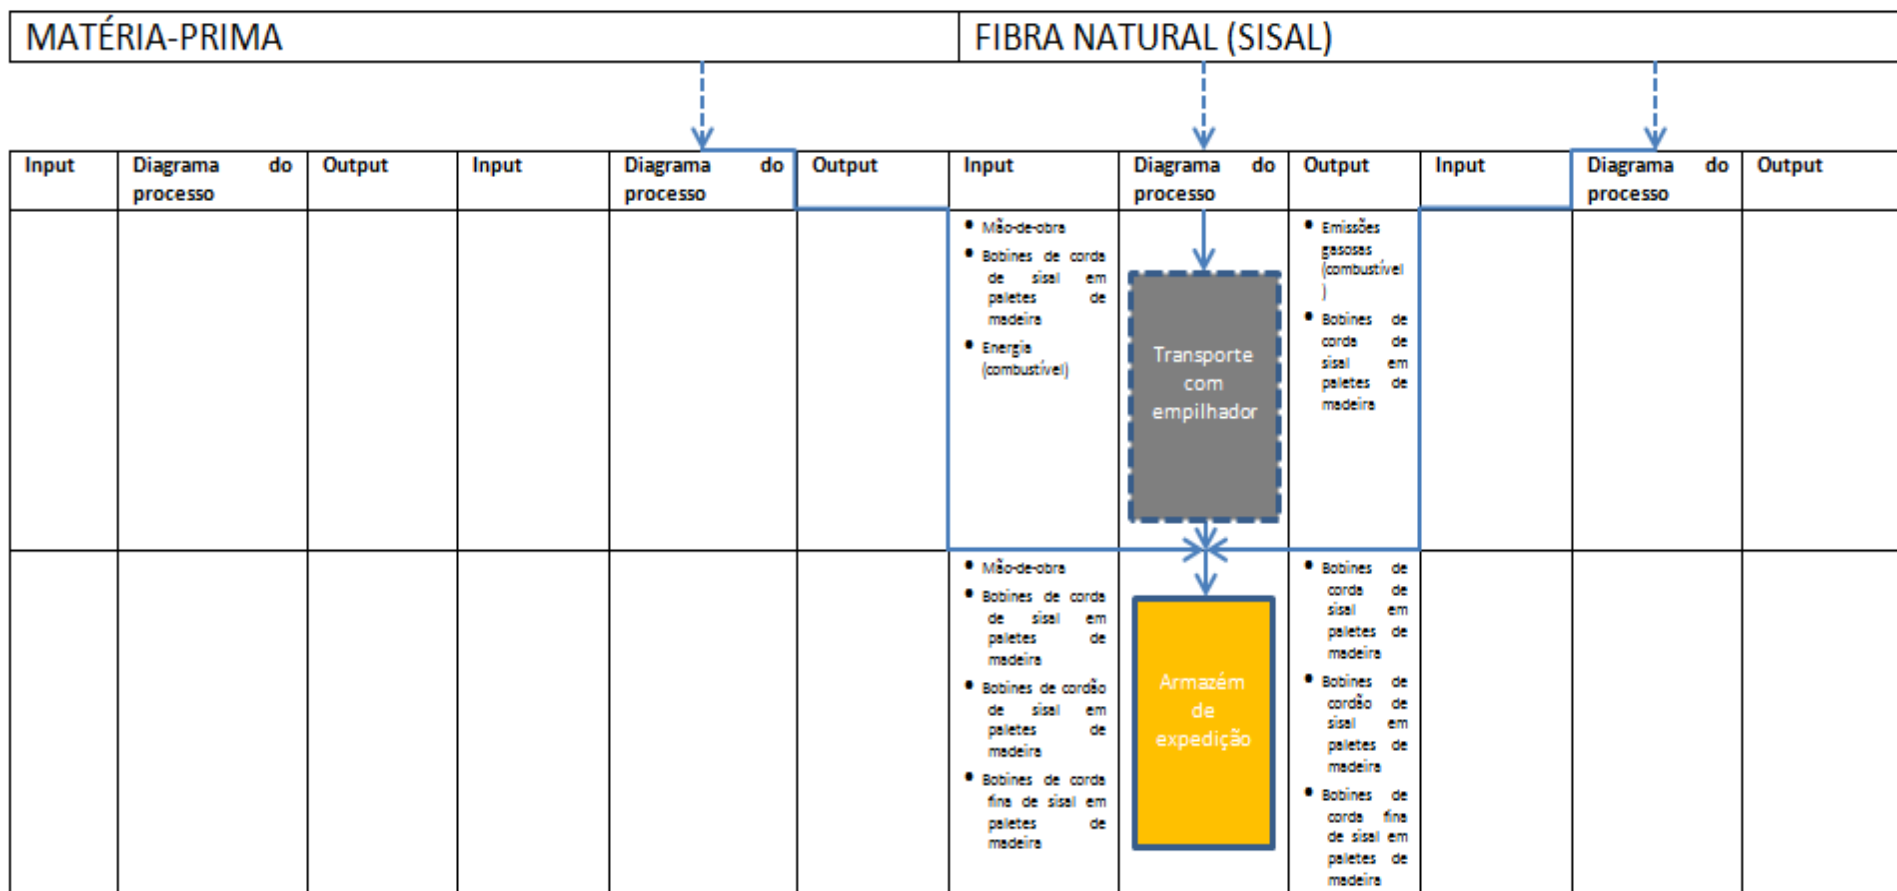 MATÉRIA-PRIMA
FIBRA NATURAL (SISAL)
Input
Diagrama do
processo
Output
Input
Diagrama do
processo
Output
Input
Diagrama do
processo
Output
Input
Diagrama do
processo
Output
• Mão-de-obra
• Bobines de corda
de sisal em
paletes de
madeira
• Energia
(combustível)
Transporte
com
empilhador
• Emissões
gasosas
(combustível
)
• Bobines de
corda de
sisal em
paletes de
madeira
• Mão-de-obra
• Bobines de corda
de sisal em
paletes de
madeira
• Bobines de cordão
de sisal em
paletes de
madeira
• Bobines de corda
fina de sisal em
paletes de
madeira
Armazém
de
expedição
• Bobines de
corda de
sisal em
paletes de
madeira
• Bobines de
cordão de
sisal em
paletes de
madeira
• Bobines de
corda fina
de sisal em
paletes de
madeira